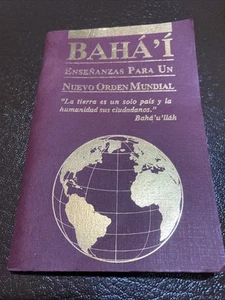 BAHÁ'Í
ENSEÑANZAS PARA UN
NUEVO ORDEN MUNDIAL
"La tierra es un solo país y la
humanidad sus ciudadanos."
Bahá'u'lláh